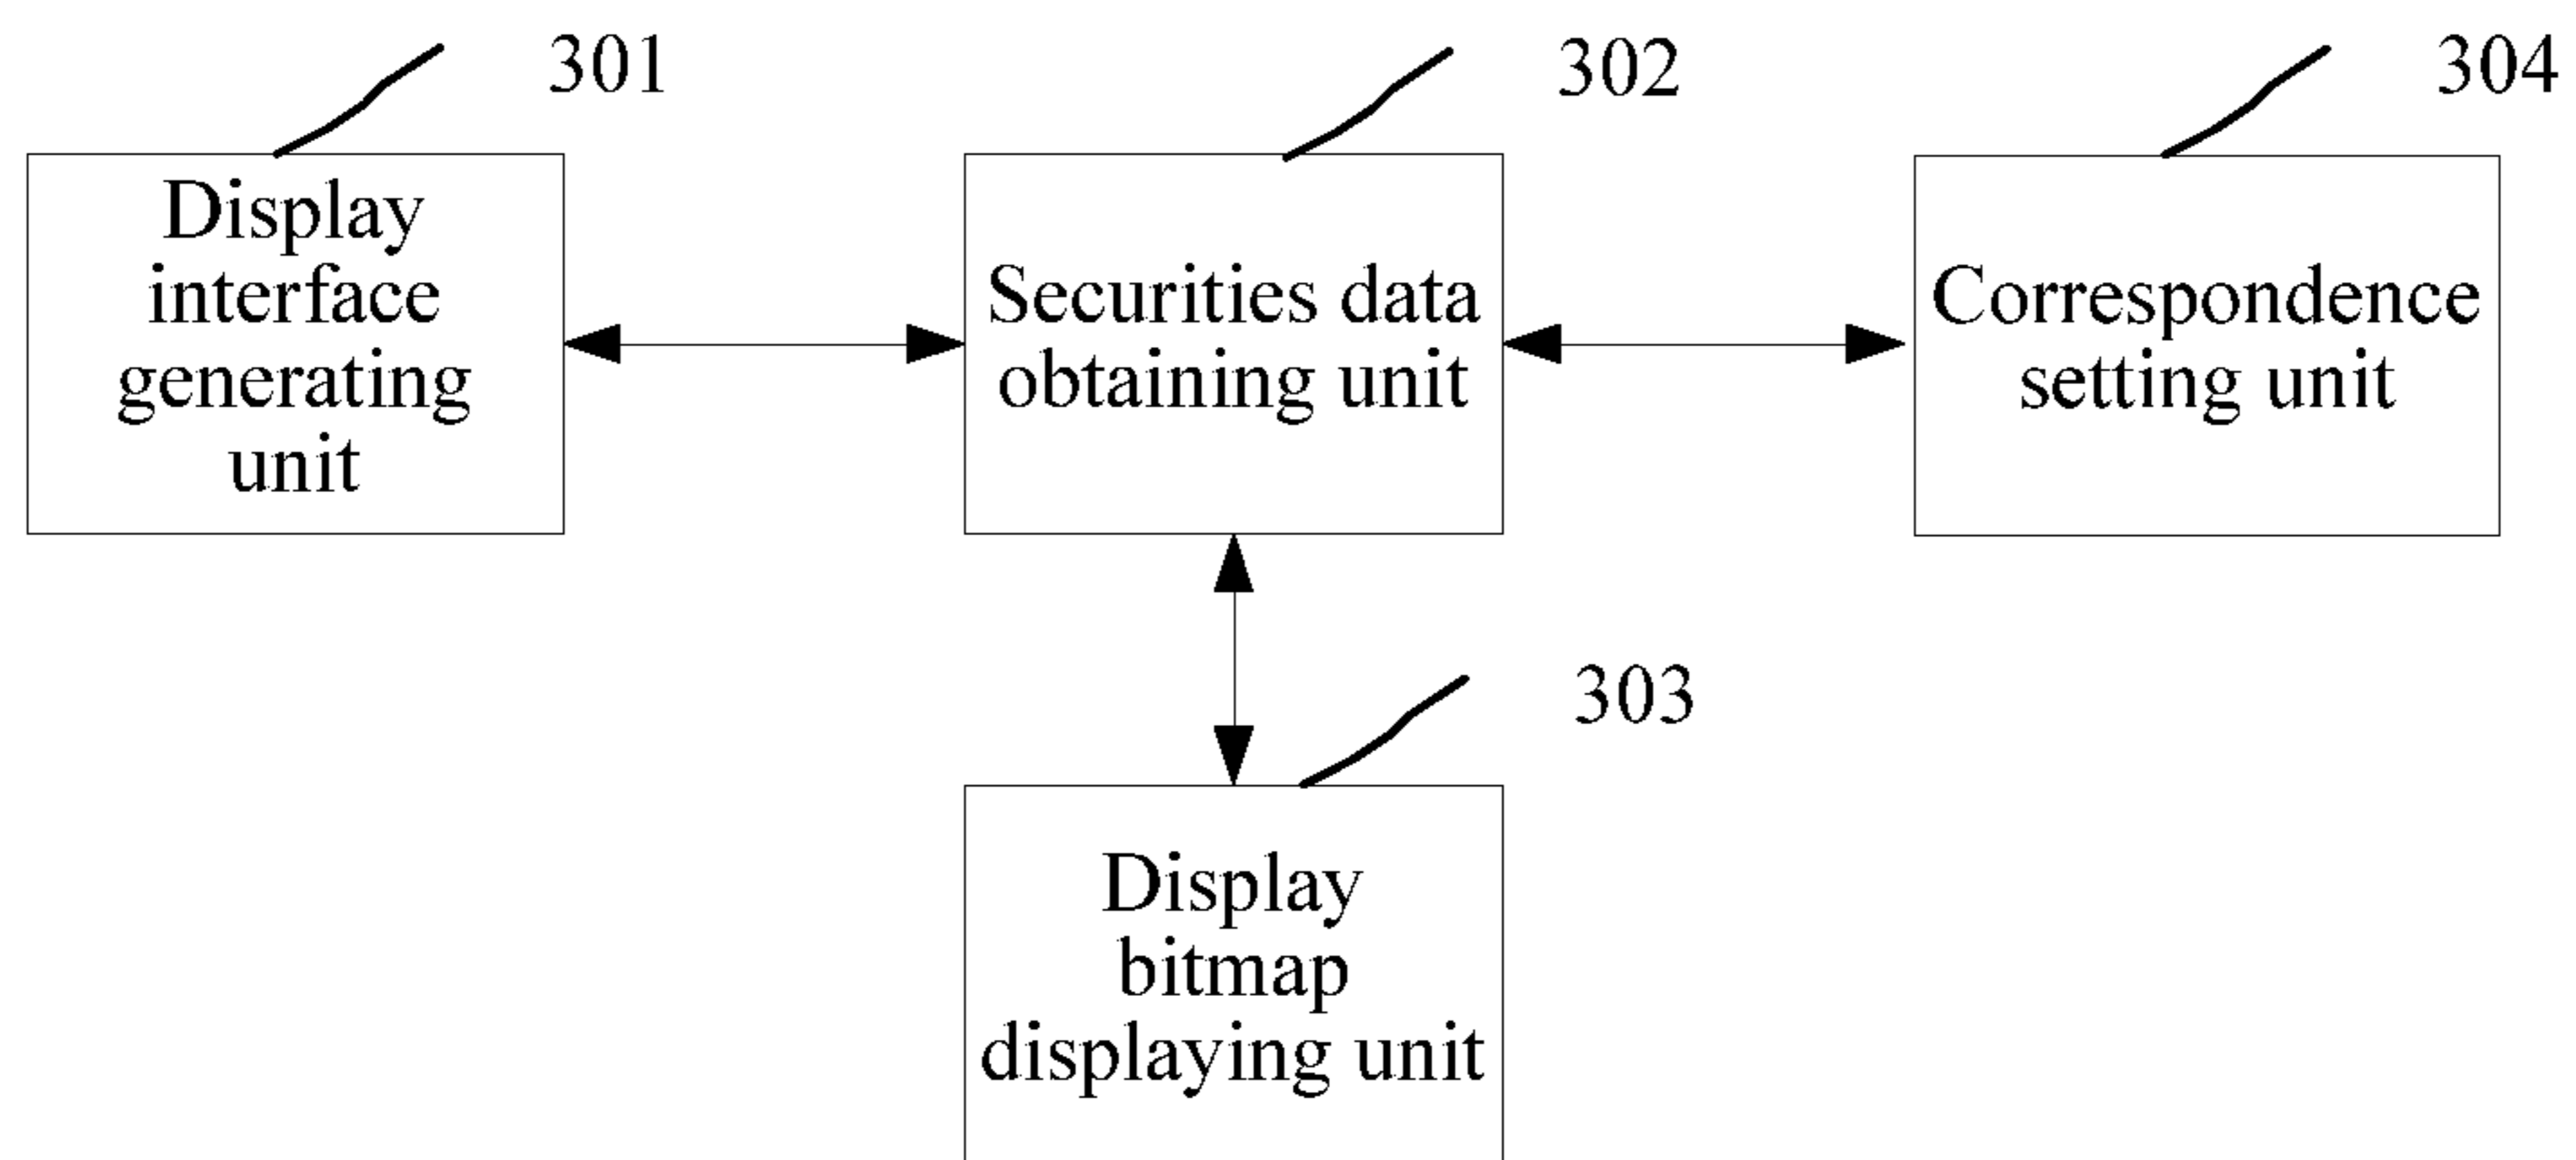 301
302
304
Display
interface
generating
unit
Securities data
obtaining unit
Correspondence
setting unit
303
Display
bitmap
displaying unit